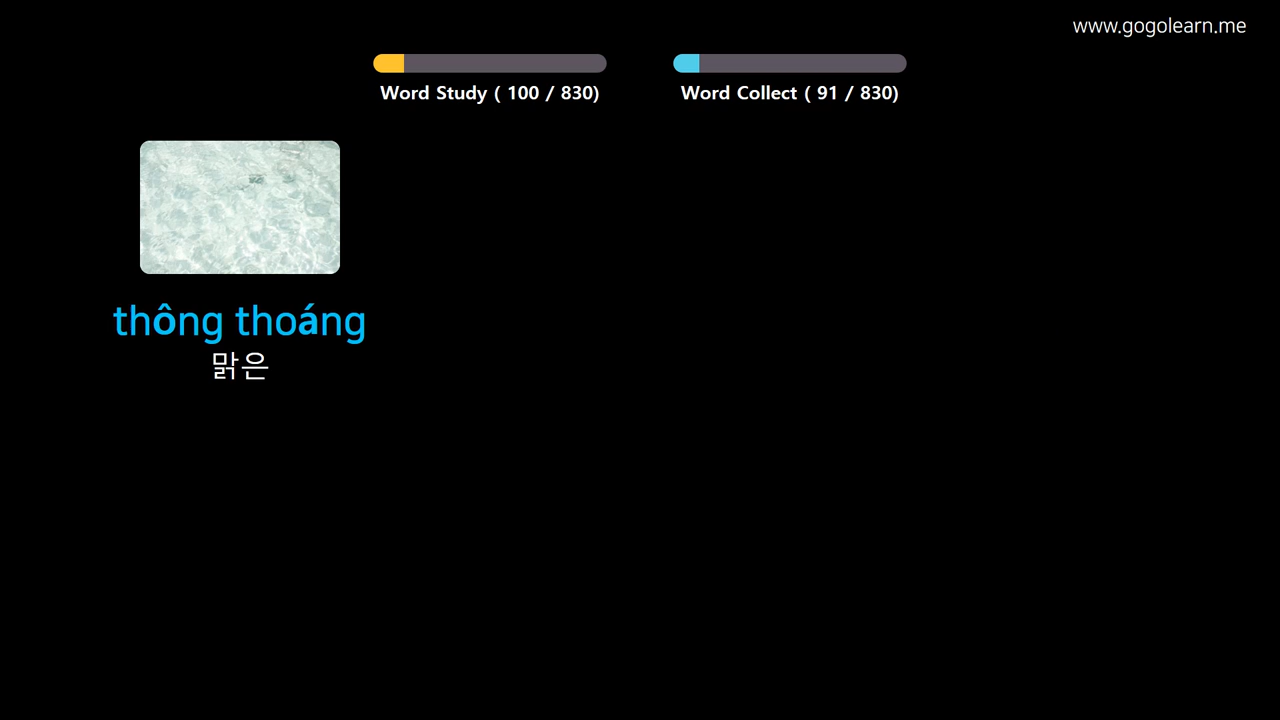 www.gogolearn.me
Word Study ( 100 / 830)
Word Collect ( 91 / 830)
thông thoáng
맑은